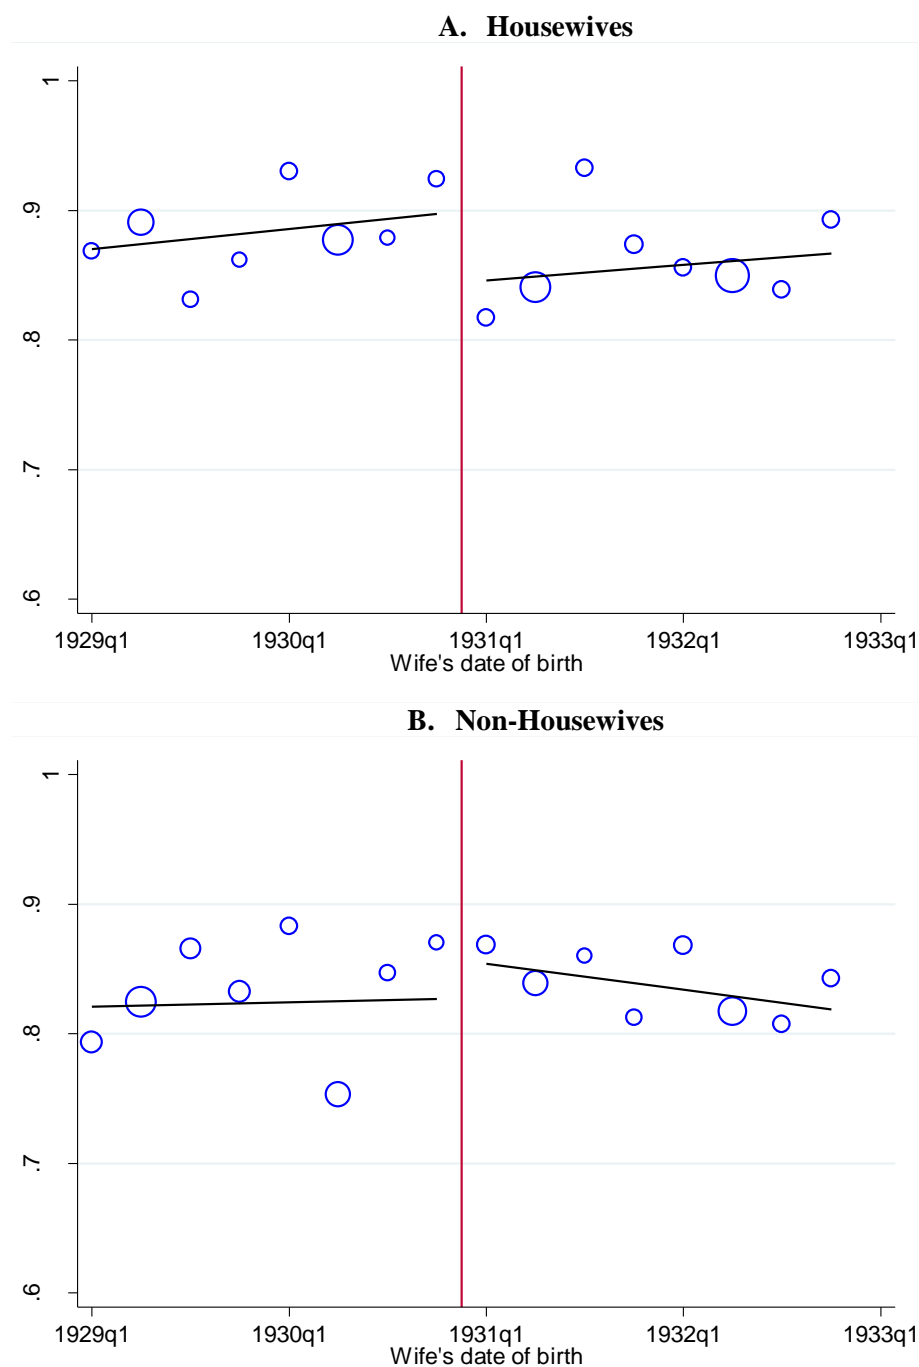 A. Housewives
1
.9
.8
.7
.6
1929q1 1930q1 1931q1 1932q1 1933q1
Wife's date of birth
B. Non-Housewives
1
.9
.8
.7
.6
1929q1 1930q1 1931q1 1932q1 1933q1
Wife's date of birth